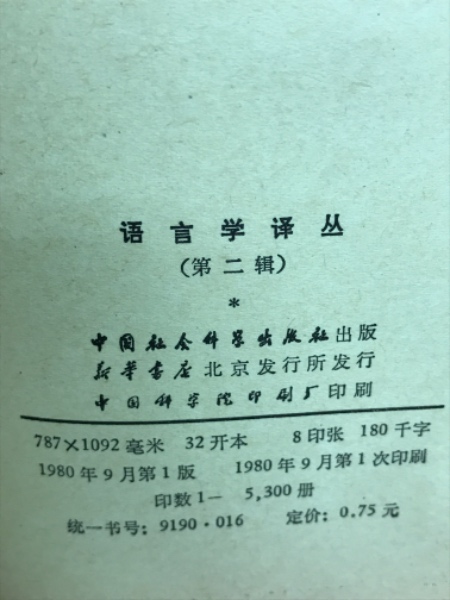 语言学译丛
（第二辑）
*
中国社会科学出版社出版
新华书店北京发行所发行
中国科学院印刷厂印刷
787×1092毫米 32开本 8印张 180千字
1980年9月第1版 1980年9月第1次印刷
印数1— 5,300册
统一书号：9190·016 定价：0.75元